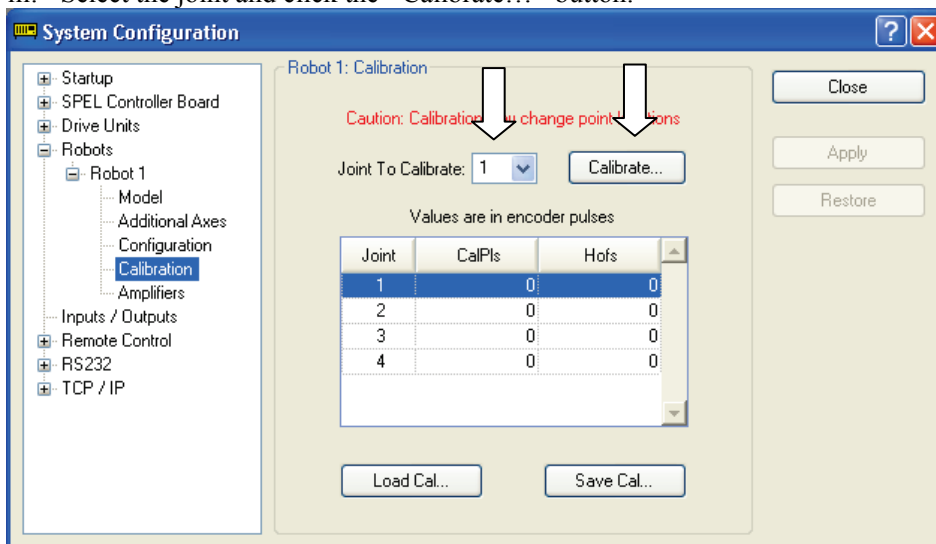 Select the joint and click the "Calibrate…" button.
System Configuration
Startup
SPEL Controller Board
Drive Units
Robots
Robot 1
Model
Additional Axes
Configuration
Calibration
Amplifiers
Inputs / Outputs
Remote Control
RS232
TCP / IP
Robot 1: Calibration
Caution: Calibration change point
Joint To Calibrate: 1 Calibrate...
Values are in encoder pulses
Joint CalPls Hofs
1 0 0
2 0 0
3 0 0
4 0 0
Load Cal... Save Cal...
Close
Apply
Restore